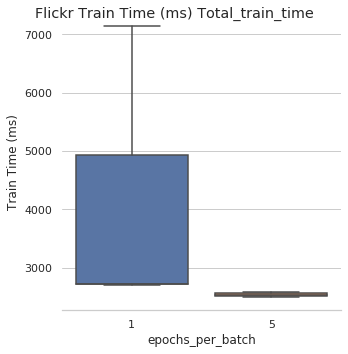 Flickr Train Time (ms) Total_train_time
7000
6000
5000
4000
3000
Train Time (ms)
1
5
epochs_per_batch